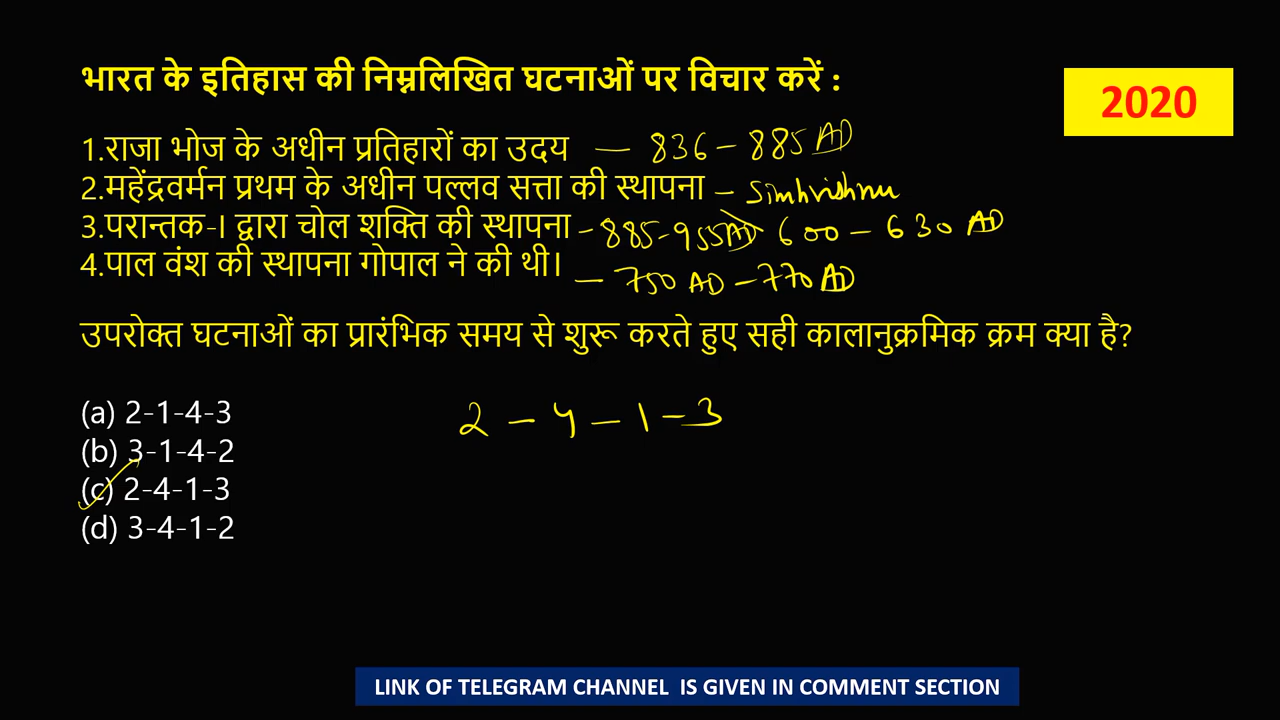 भारत के इतिहास की निम्नलिखित घटनाओं पर विचार करें :
2020
1.राजा भोज के अधीन प्रतिहारों का उदय — 836 - 885 AD
2.महेंद्रवर्मन प्रथम के अधीन पल्लव सत्ता की स्थापना - Simhvishnu
3.परान्तक-I द्वारा चोल शक्ति की स्थापना - 885-955 AD 600 - 630 AD
4.पाल वंश की स्थापना गोपाल ने की थी। — 750 AD - 770 AD
उपरोक्त घटनाओं का प्रारंभिक समय से शुरू करते हुए सही कालानुक्रमिक क्रम क्या है?
(a) 2-1-4-3
2 - 4 - 1 - 3
(b) 3-1-4-2
(c) 2-4-1-3
(d) 3-4-1-2
LINK OF TELEGRAM CHANNEL IS GIVEN IN COMMENT SECTION